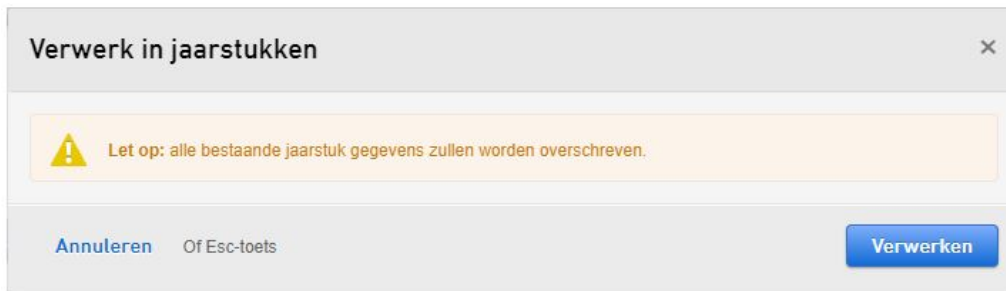 Verwerk in jaarstukken
Let op: alle bestaande jaarstuk gegevens zullen worden overschreven.
Annuleren Of Esc-toets Verwerken